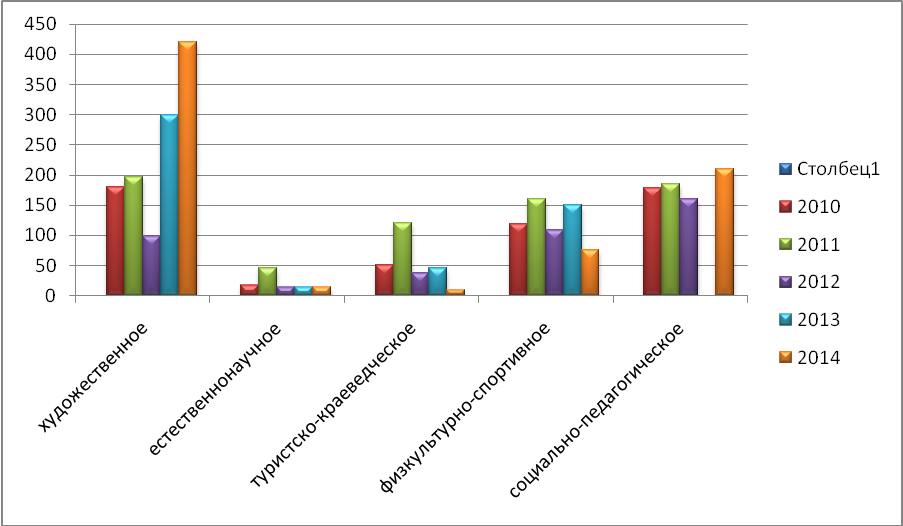 450
400
350
300
250
200
150
100
50
0
художественное
естественнонаучное
туристско-краеведческое
физкультурно-спортивное
социально-педагогическое
Столбец1
2010
2011
2012
2013
2014